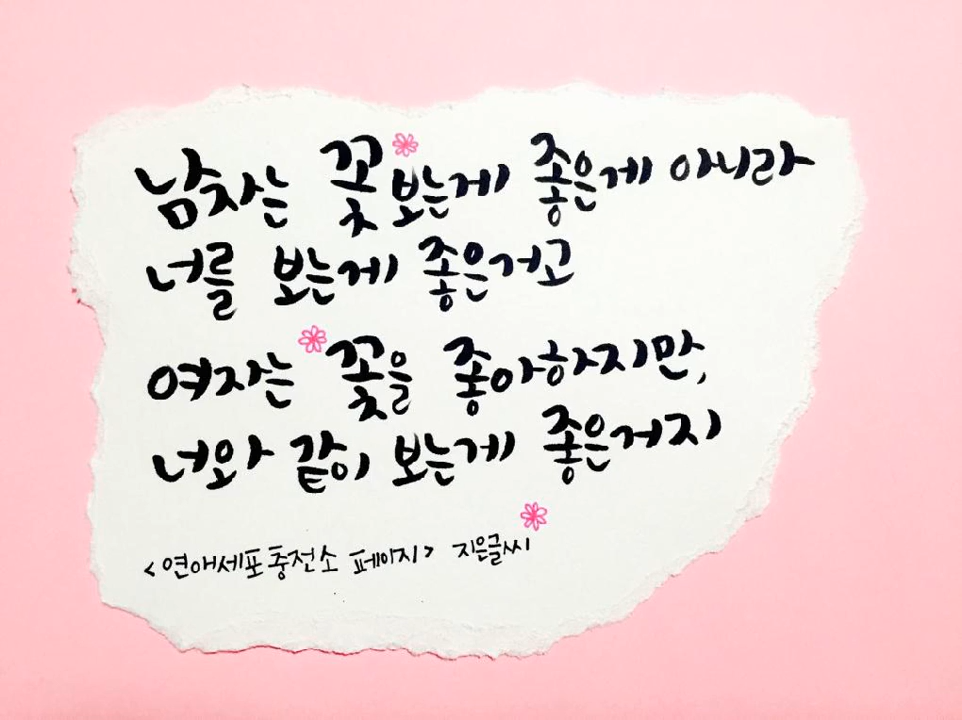 남자는 꽃 보는게 좋은게 아니라
너를 보는게 좋은거고
여자는 꽃을 좋아하지만,
너와 같이 보는게 좋은거지
<연애세포충전소 페이지> 지은글씨